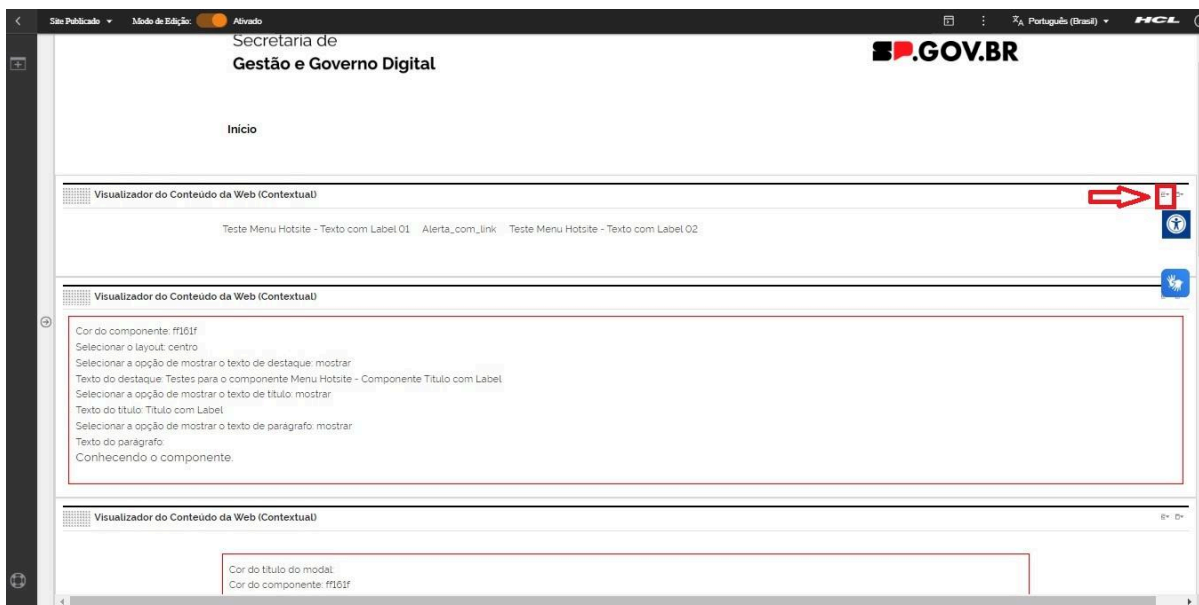 Site Publicado Modo de Edição: Ativado Português (Brasil) HCL
Secretaria de
Gestão e Governo Digital
SP.GOV.BR
Início
Visualizador do Conteúdo da Web (Contextual)
Teste Menu Hotsite - Texto com Label 01 Alerta_com_link Teste Menu Hotsite - Texto com Label 02
Visualizador do Conteúdo da Web (Contextual)
Cor do componente: ff161f
Selecionar o layout: centro
Selecionar a opção de mostrar o texto de destaque: mostrar
Texto do destaque: Testes para o componente Menu Hotsite - Componente Titulo com Label
Selecionar a opção de mostrar o texto de título: mostrar
Texto do título: Titulo com Label
Selecionar a opção de mostrar o texto de parágrafo: mostrar
Texto do parágrafo:
Conhecendo o componente.
Visualizador do Conteúdo da Web (Contextual)
Cor do título do modal:
Cor do componente: ff161f